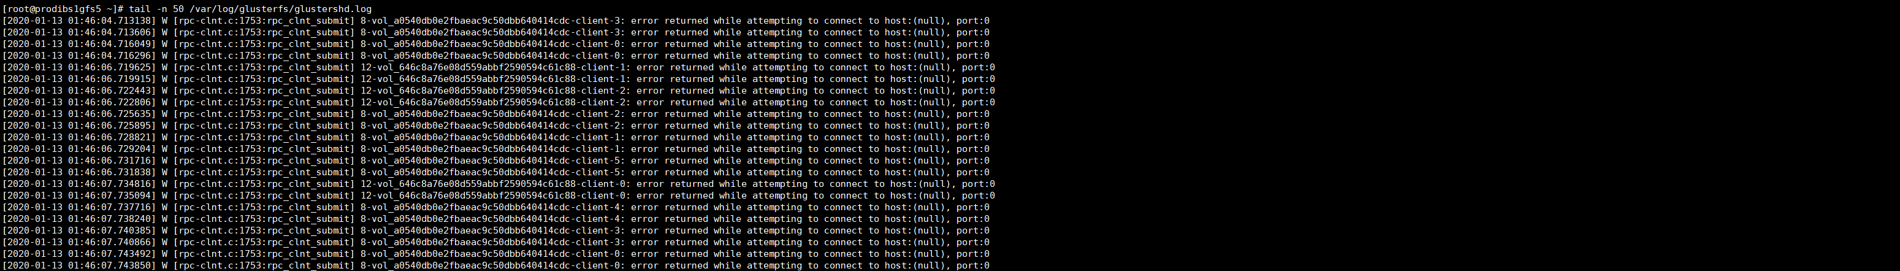 [root@prodibs1gfs5 ~]# tail -n 50 /var/log/glusterfs/glustershd.log
[2020-01-13 01:46:04.713138] W [rpc-clnt.c:1753:rpc_clnt_submit] 8-vol_a0540db0e2fbaeac9c50dbb640414cdc-client-3: error returned while attempting to connect to host:(null), port:0
[2020-01-13 01:46:04.713606] W [rpc-clnt.c:1753:rpc_clnt_submit] 8-vol_a0540db0e2fbaeac9c50dbb640414cdc-client-3: error returned while attempting to connect to host:(null), port:0
[2020-01-13 01:46:04.716049] W [rpc-clnt.c:1753:rpc_clnt_submit] 8-vol_a0540db0e2fbaeac9c50dbb640414cdc-client-0: error returned while attempting to connect to host:(null), port:0
[2020-01-13 01:46:04.716296] W [rpc-clnt.c:1753:rpc_clnt_submit] 8-vol_a0540db0e2fbaeac9c50dbb640414cdc-client-0: error returned while attempting to connect to host:(null), port:0
[2020-01-13 01:46:06.719625] W [rpc-clnt.c:1753:rpc_clnt_submit] 12-vol_646c8a76e08d559abbf2590594c61c88-client-1: error returned while attempting to connect to host:(null), port:0
[2020-01-13 01:46:06.719915] W [rpc-clnt.c:1753:rpc_clnt_submit] 12-vol_646c8a76e08d559abbf2590594c61c88-client-1: error returned while attempting to connect to host:(null), port:0
[2020-01-13 01:46:06.722443] W [rpc-clnt.c:1753:rpc_clnt_submit] 12-vol_646c8a76e08d559abbf2590594c61c88-client-2: error returned while attempting to connect to host:(null), port:0
[2020-01-13 01:46:06.722806] W [rpc-clnt.c:1753:rpc_clnt_submit] 12-vol_646c8a76e08d559abbf2590594c61c88-client-2: error returned while attempting to connect to host:(null), port:0
[2020-01-13 01:46:06.725635] W [rpc-clnt.c:1753:rpc_clnt_submit] 8-vol_a0540db0e2fbaeac9c50dbb640414cdc-client-2: error returned while attempting to connect to host:(null), port:0
[2020-01-13 01:46:06.725895] W [rpc-clnt.c:1753:rpc_clnt_submit] 8-vol_a0540db0e2fbaeac9c50dbb640414cdc-client-2: error returned while attempting to connect to host:(null), port:0
[2020-01-13 01:46:06.728821] W [rpc-clnt.c:1753:rpc_clnt_submit] 8-vol_a0540db0e2fbaeac9c50dbb640414cdc-client-1: error returned while attempting to connect to host:(null), port:0
[2020-01-13 01:46:06.729204] W [rpc-clnt.c:1753:rpc_clnt_submit] 8-vol_a0540db0e2fbaeac9c50dbb640414cdc-client-1: error returned while attempting to connect to host:(null), port:0
[2020-01-13 01:46:06.731716] W [rpc-clnt.c:1753:rpc_clnt_submit] 8-vol_a0540db0e2fbaeac9c50dbb640414cdc-client-5: error returned while attempting to connect to host:(null), port:0
[2020-01-13 01:46:06.731838] W [rpc-clnt.c:1753:rpc_clnt_submit] 8-vol_a0540db0e2fbaeac9c50dbb640414cdc-client-5: error returned while attempting to connect to host:(null), port:0
[2020-01-13 01:46:07.734816] W [rpc-clnt.c:1753:rpc_clnt_submit] 12-vol_646c8a76e08d559abbf2590594c61c88-client-0: error returned while attempting to connect to host:(null), port:0
[2020-01-13 01:46:07.735094] W [rpc-clnt.c:1753:rpc_clnt_submit] 12-vol_646c8a76e08d559abbf2590594c61c88-client-0: error returned while attempting to connect to host:(null), port:0
[2020-01-13 01:46:07.737716] W [rpc-clnt.c:1753:rpc_clnt_submit] 8-vol_a0540db0e2fbaeac9c50dbb640414cdc-client-4: error returned while attempting to connect to host:(null), port:0
[2020-01-13 01:46:07.738240] W [rpc-clnt.c:1753:rpc_clnt_submit] 8-vol_a0540db0e2fbaeac9c50dbb640414cdc-client-4: error returned while attempting to connect to host:(null), port:0
[2020-01-13 01:46:07.740385] W [rpc-clnt.c:1753:rpc_clnt_submit] 8-vol_a0540db0e2fbaeac9c50dbb640414cdc-client-3: error returned while attempting to connect to host:(null), port:0
[2020-01-13 01:46:07.740866] W [rpc-clnt.c:1753:rpc_clnt_submit] 8-vol_a0540db0e2fbaeac9c50dbb640414cdc-client-3: error returned while attempting to connect to host:(null), port:0
[2020-01-13 01:46:07.743492] W [rpc-clnt.c:1753:rpc_clnt_submit] 8-vol_a0540db0e2fbaeac9c50dbb640414cdc-client-0: error returned while attempting to connect to host:(null), port:0
[2020-01-13 01:46:07.743850] W [rpc-clnt.c:1753:rpc_clnt_submit] 8-vol_a0540db0e2fbaeac9c50dbb640414cdc-client-0: error returned while attempting to connect to host:(null), port:0